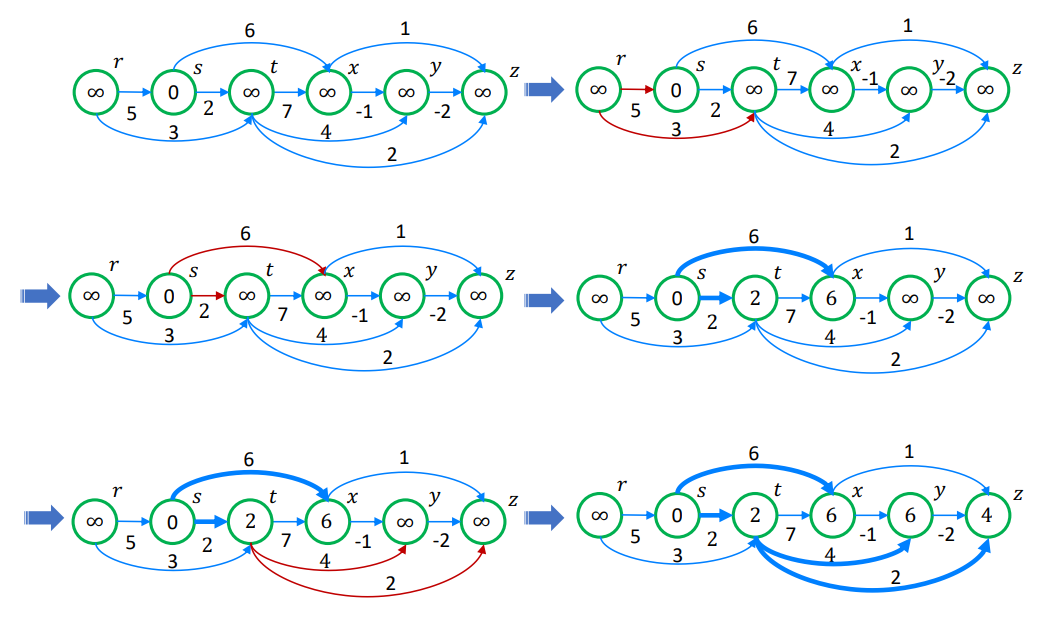 6 1 6 1
r s t x y z r s t x y z
∞ 0 ∞ ∞ ∞ ∞ ∞ 0 ∞ ∞ ∞ ∞
5 2 7 -1 -2 5 2 7 -1 -2
3 4 3 4
2 2
6 1 6 1
r s t x y z r s t x y z
∞ 0 ∞ ∞ ∞ ∞ ∞ 0 2 6 ∞ ∞
5 2 7 -1 -2 5 2 7 -1 -2
3 4 3 4
2 2
6 1 6 1
r s t x y z r s t x y z
∞ 0 2 6 ∞ ∞ ∞ 0 2 6 6 4
5 2 7 -1 -2 5 2 7 -1 -2
3 4 3 4
2 2